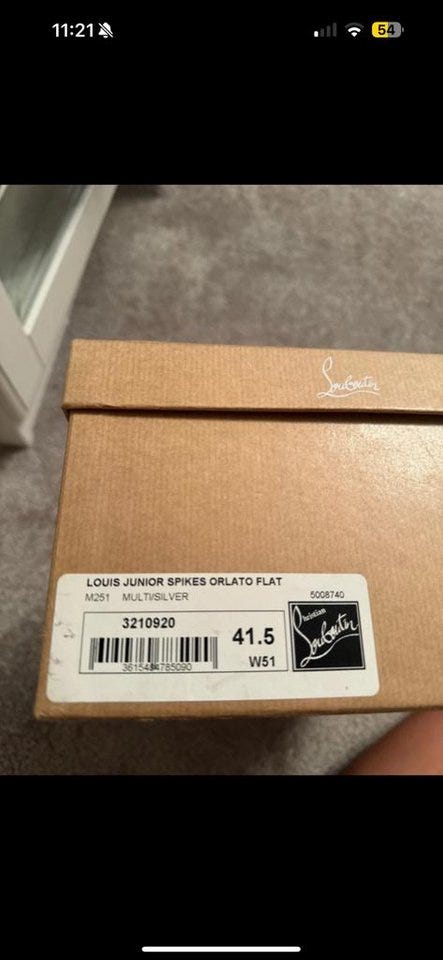 11:21
54
Louboutin
LOUIS JUNIOR SPIKES ORLATO FLAT
M251 MULTI/SILVER
5008740
3210920
41.5
3615484785090
W51
Christian
Louboutin